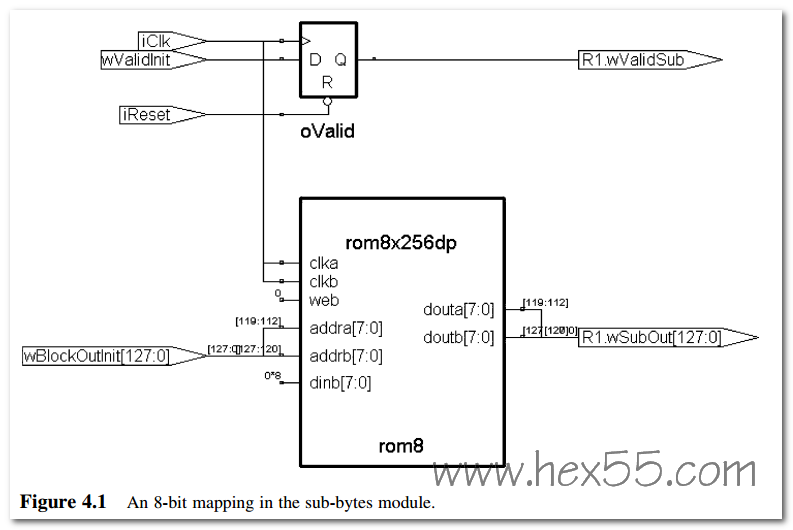 iClk
wValidInit
D Q
R
R1.wValidSub
iReset
oValid
rom8x256dp
clka
clkb
0
web
[119:112]
addra[7:0]
douta[7:0]
[119:112]
wBlockOutInit[127:0]
[127:0]
[127:120]
addrb[7:0]
doutb[7:0]
R1.wSubOut[127:0]
0*8
dinb[7:0]
rom8
www.hex55.com
Figure 4.1 An 8-bit mapping in the sub-bytes module.